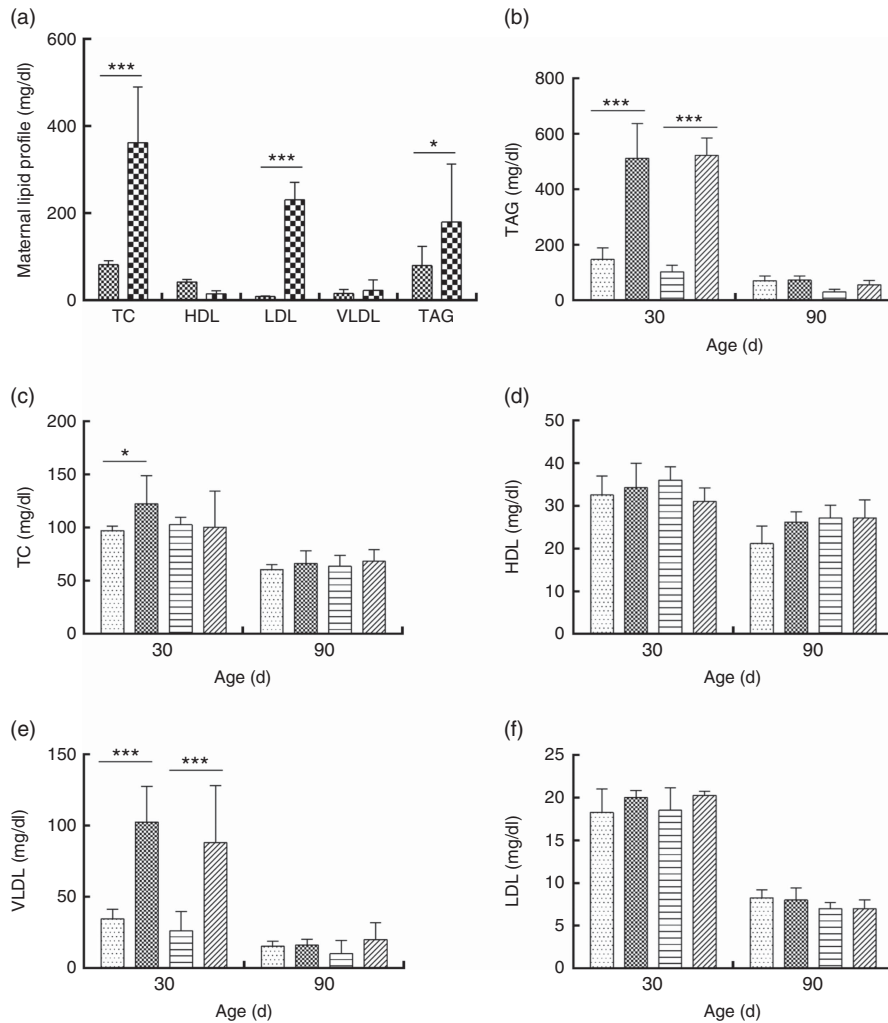 (a)
600
400
200
0
Maternal lipid profile (mg/dl)
***
***
*
TC HDL LDL VLDL TAG
(b)
800
600
400
200
0
TAG (mg/dl)
***
***
30 90
Age (d)
(c)
200
150
100
50
0
TC (mg/dl)
*
30 90
Age (d)
(d)
50
40
30
20
10
0
HDL (mg/dl)
30 90
Age (d)
(e)
150
100
50
0
VLDL (mg/dl)
***
***
30 90
Age (d)
(f)
25
20
15
10
5
0
LDL (mg/dl)
30 90
Age (d)